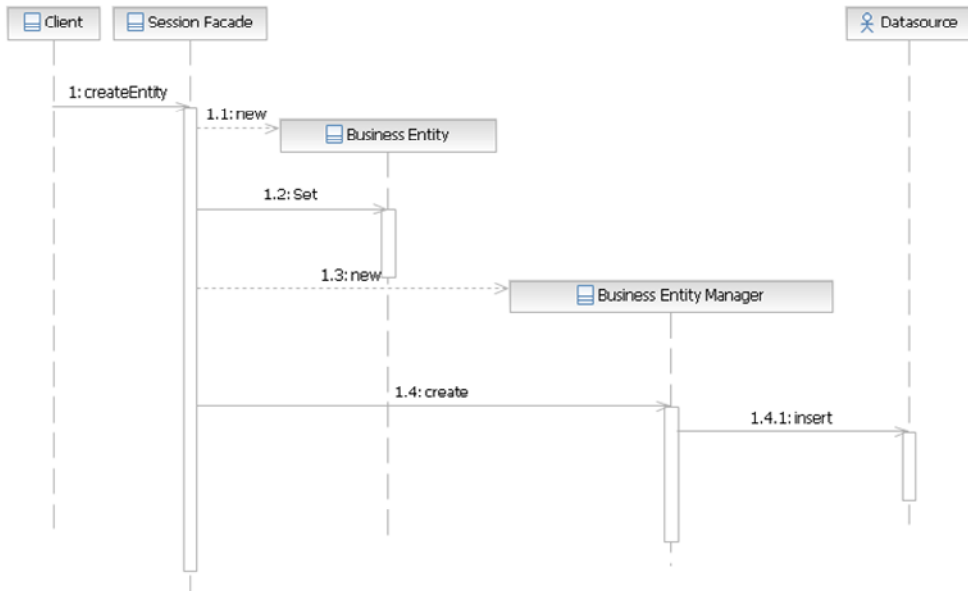 Client
Session Facade
Datasource
1: createEntity
1.1: new
Business Entity
1.2: Set
1.3: new
Business Entity Manager
1.4: create
1.4.1: insert